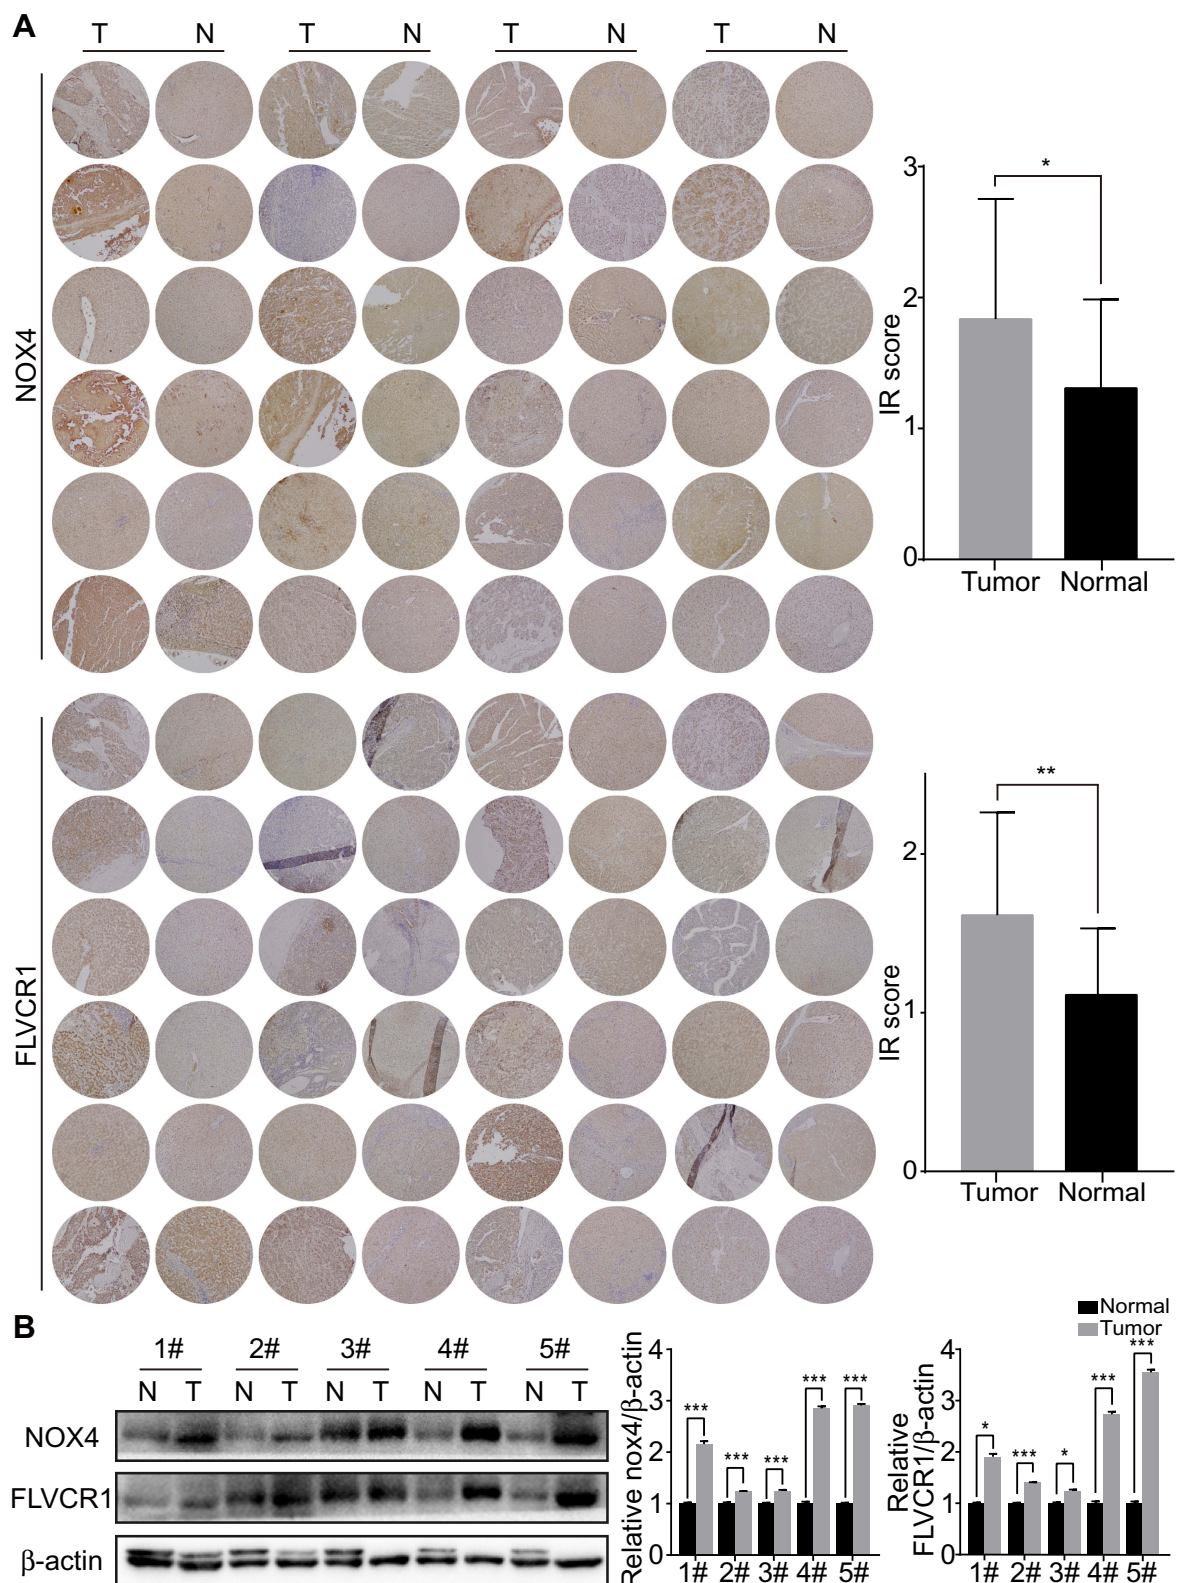 A
T N T N T N T N
NOX4
3
2
1
0
IR score
*
Tumor Normal
FLVCR1
2
1
0
IR score
**
Tumor Normal
B
1# 2# 3# 4# 5#
N T N T N T N T N T
NOX4
FLVCR1
β-actin
Relative nox4/β-actin
4
3
2
1
0
*** *** *** *** ***
1# 2# 3# 4# 5#
Normal
Tumor
Relative
FLVCR1/β-actin
4
3
2
1
0
* *** * *** ***
1# 2# 3# 4# 5#